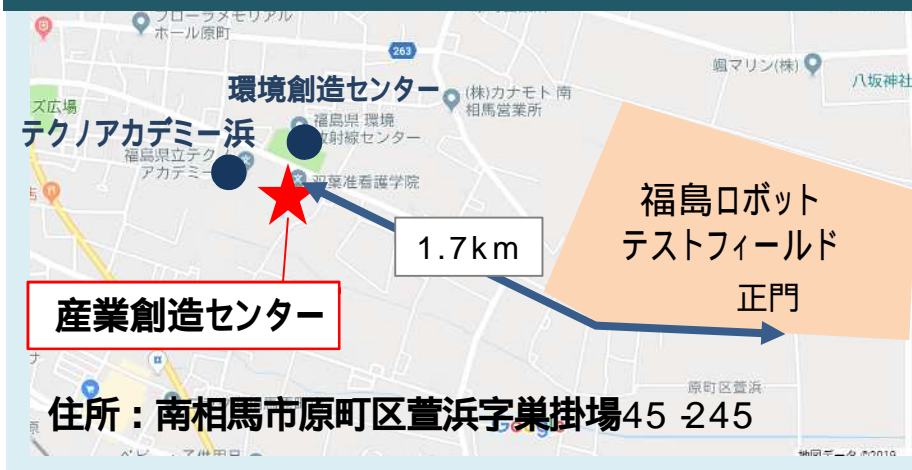 フローラメモリアル
ホール原町
263
颯マリン(株)
八坂神社
環境創造センター
(株)カナモト 南
相馬営業所
ズ広場
福島県 環境
放射線センター
テクノアカデミー浜
福島県立テクノ
アカデミー
双葉准看護学院
福島ロボット
テストフィールド
正門
1.7km
産業創造センター
原町区萱浜
住所：南相馬市原町区萱浜字巣掛場45-245
Google
地図データ ©2019